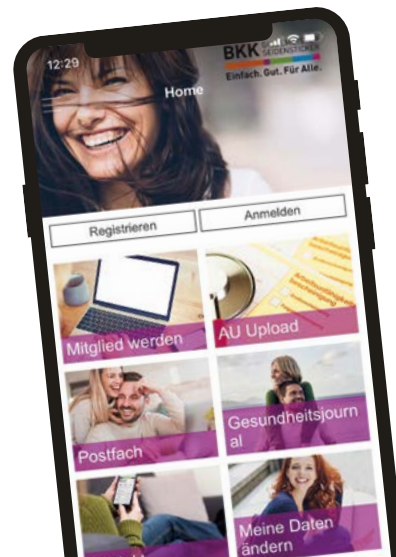 12:29
BKK
SEIDENSTICKER
Einfach. Gut. Für Alle.
Home
Registrieren
Anmelden
Mitglied werden
AU Upload
Postfach
Gesundheitsjourn
al
Meine Daten
ändern